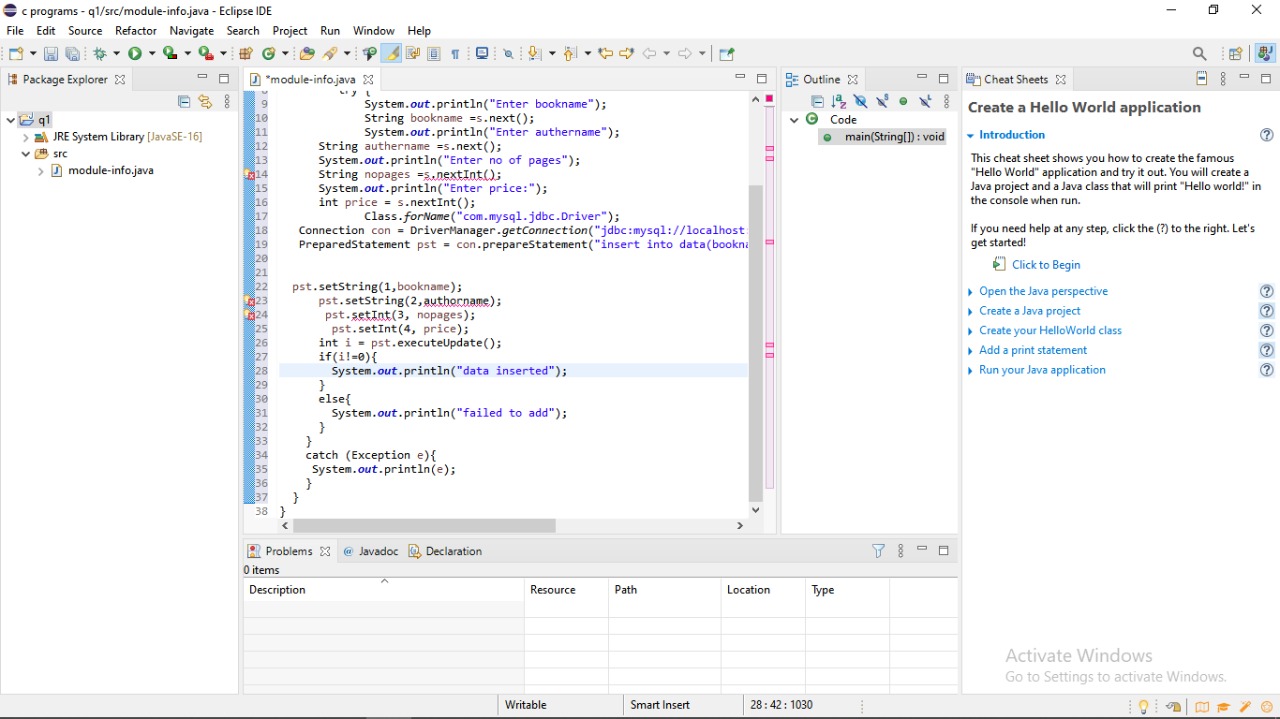 c programs - q1/src/module-info.java - Eclipse IDE
File Edit Source Refactor Navigate Search Project Run Window Help
Package Explorer
q1
JRE System Library [JavaSE-16]
src
module-info.java
*module-info.java
try {
9 System.out.println("Enter bookname");
10 String bookname =s.next();
11 System.out.println("Enter authername");
12 String authername =s.next();
13 System.out.println("Enter no of pages");
14 String nopages =s.nextInt();
15 System.out.println("Enter price:");
16 int price = s.nextInt();
17 Class.forName("com.mysql.jdbc.Driver");
18 Connection con = DriverManager.getConnection("jdbc:mysql://localhost:
19 PreparedStatement pst = con.prepareStatement("insert into data(bookna
20
21
22 pst.setString(1,bookname);
23 pst.setString(2,authorname);
24 pst.setInt(3, nopages);
25 pst.setInt(4, price);
26 int i = pst.executeUpdate();
27 if(i!=0){
28 System.out.println("data inserted");
29 }
30 else{
31 System.out.println("failed to add");
32 }
33 }
34 catch (Exception e){
35 System.out.println(e);
36 }
37 }
38 }
Outline
Code
main(String[]) : void
Cheat Sheets
Create a Hello World application
Introduction
This cheat sheet shows you how to create the famous
"Hello World" application and try it out. You will create a
Java project and a Java class that will print "Hello world!" in
the console when run.
If you need help at any step, click the (?) to the right. Let's
get started!
Click to Begin
Open the Java perspective
Create a Java project
Create your HelloWorld class
Add a print statement
Run your Java application
Problems Javadoc Declaration
0 items
Description Resource Path Location Type
Activate Windows
Go to Settings to activate Windows.
Writable Smart Insert 28 : 42 : 1030